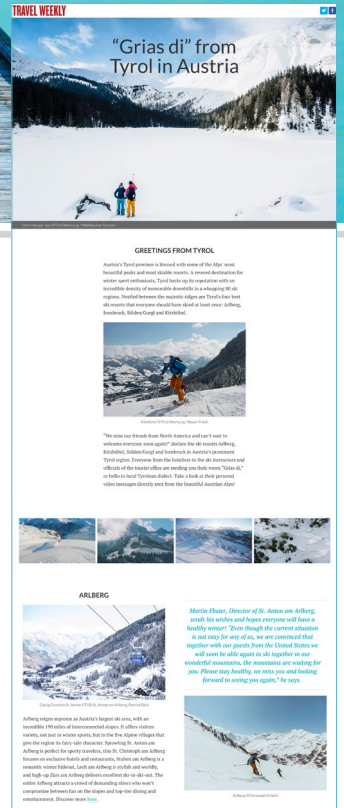 TRAVEL WEEKLY
"Grias di" from
Tyrol in Austria
GREETINGS FROM TYROL
Austria's Tyrol province is blessed with some of the Alps' most
beautiful peaks and most skiable resorts. A revered destination for
winter sport enthusiasts, Tyrol backs up its reputation with an
incredible density of memorable downhills in a whopping 80 ski
regions. Nestled between the majestic ridges are Tyrol's four best
ski resorts that everyone should have skied at least once: Arlberg,
Innsbruck, Sölden/Gurgl and Kitzbühel.
"We miss our friends from North America and can't wait to
welcome everyone soon again!" declare the ski resorts Arlberg,
Kitzbühel, Sölden/Gurgl and Innsbruck in Austria's prominent
Tyrol region. Everyone from the hoteliers to the ski instructors and
officials of the tourist office are sending you their warm "Grias di,"
or hello in local Tyrolean dialect. Take a look at their personal
video messages directly sent from the beautiful Austrian Alps!
ARLBERG
Arlberg reigns supreme as Austria's largest ski area, with an
incredible 190 miles of interconnected slopes. It offers visitors
variety, not just in winter sports, but in the five Alpine villages that
give the region its fairy-tale character. Sprawling St. Anton am
Arlberg is perfect for sporty travelers, tiny St. Christoph am Arlberg
focuses on exclusive hotels and restaurants, Stuben am Arlberg is a
romantic winter hideout, Lech am Arlberg is stylish and worldly,
and high-up Zürs am Arlberg delivers excellent ski-in-ski-out. The
entire Arlberg attracts a crowd of demanding skiers who won't
compromise between fun on the slopes and top-tier dining and
entertainment. Discover more here.
Martin Ebster, Director of St. Anton am Arlberg,
sends his wishes and hopes everyone will have a
healthy winter! "Even though the current situation
is not easy for any of us, we are convinced that
together with our guests from the United States we
will soon be able again to ski together in our
wonderful mountains, the mountains are waiting for
you. Please stay healthy, we miss you and looking
forward to seeing you again," he says.